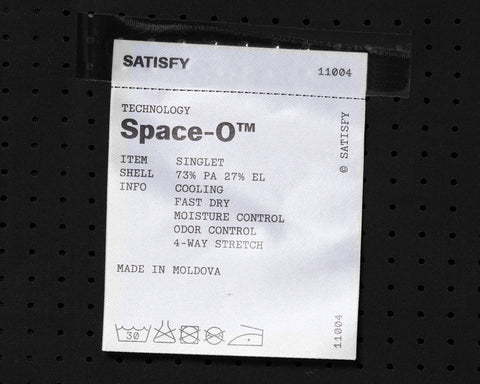 SATISFY
11004
TECHNOLOGY
Space-O™
ITEM SINGLET
SHELL 73% PA 27% EL
INFO COOLING
FAST DRY
MOISTURE CONTROL
ODOR CONTROL
4-WAY STRETCH
MADE IN MOLDOVA
30
© SATISFY
11004